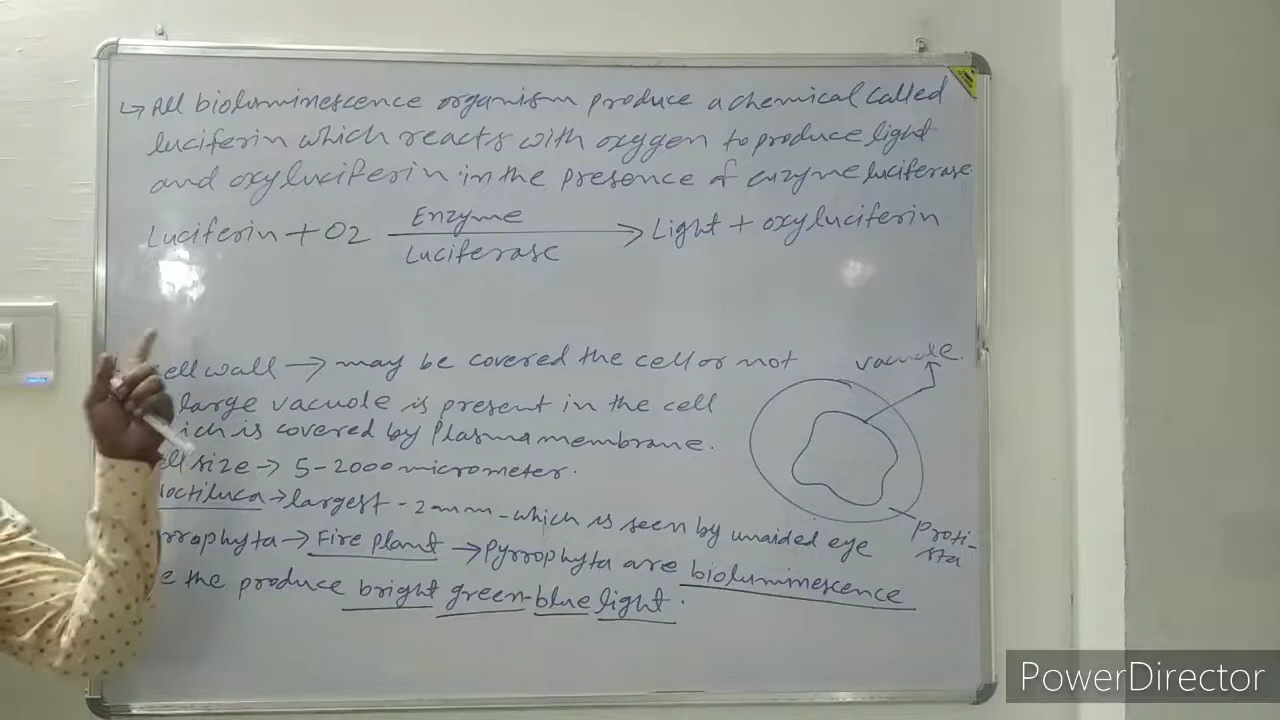 ↳ All bioluminescence organism produce a chemical called
luciferin which reacts with oxygen to produce light
and oxyluciferin in the presence of enzyme luciferase
Luciferin + O2 Enzyme Luciferase → Light + oxyluciferin
cell wall → may be covered the cell or not
vacuole.
large vacuole is present in the cell
ich is covered by Plasma membrane.
ll size → 5-2000 micrometer.
noctiluca → largest - 2mm - which is seen by unaided eye
Proti-
sta
rrophyta → Fire plant → Pyrrophyta are bioluminescence
e the produce bright green-blue light.
PowerDirector